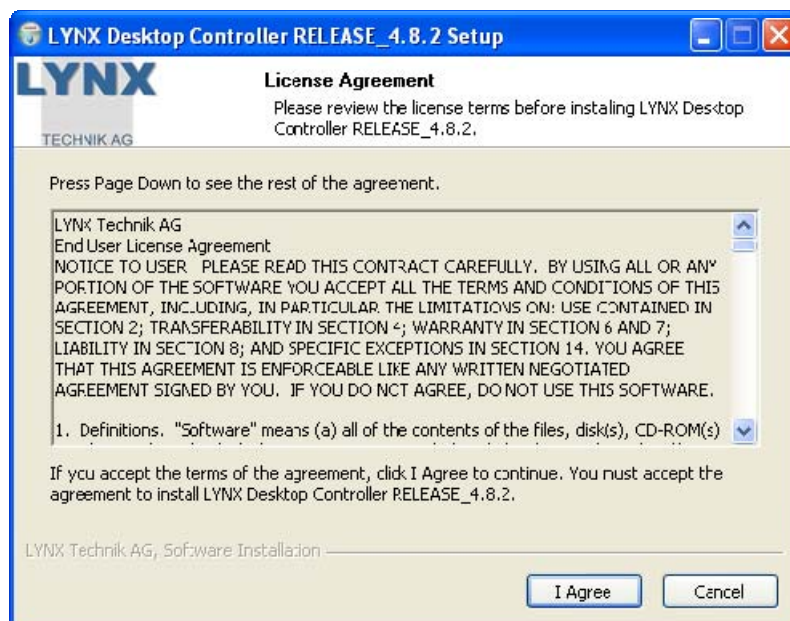 LYNX Desktop Controller RELEASE_4.8.2 Setup
LYNX
TECHNIK AG
License Agreement
Please review the license terms before installing LYNX Desktop
Controller RELEASE_4.8.2.
Press Page Down to see the rest of the agreement.
LYNX Technik AG
End User License Agreement
NOTICE TO USER PLEASE READ THIS CONTRACT CAREFULLY. BY USING ALL OR ANY
PORTION OF THE SOFTWARE YOU ACCEPT ALL THE TERMS AND CONDITIONS OF THIS
AGREEMENT, INCLUDING, IN PARTICULAR THE LIMITATIONS ON: USE CONTAINED IN
SECTION 2; TRANSFERABILITY IN SECTION 4; WARRANTY IN SECTION 6 AND 7;
LIABILITY IN SECTION 8; AND SPECIFIC EXCEPTIONS IN SECTION 14. YOU AGREE
THAT THIS AGREEMENT IS ENFORCEABLE LIKE ANY WRITTEN NEGOTIATED
AGREEMENT SIGNED BY YOU. IF YOU DO NOT AGREE, DO NOT USE THIS SOFTWARE.
1. Definitions. "Software" means (a) all of the contents of the files, disk(s), CD-ROM(s)
If you accept the terms of the agreement, click I Agree to continue. You must accept the
agreement to install LYNX Desktop Controller RELEASE_4.8.2.
LYNX Technik AG, Software Installation
I Agree
Cancel